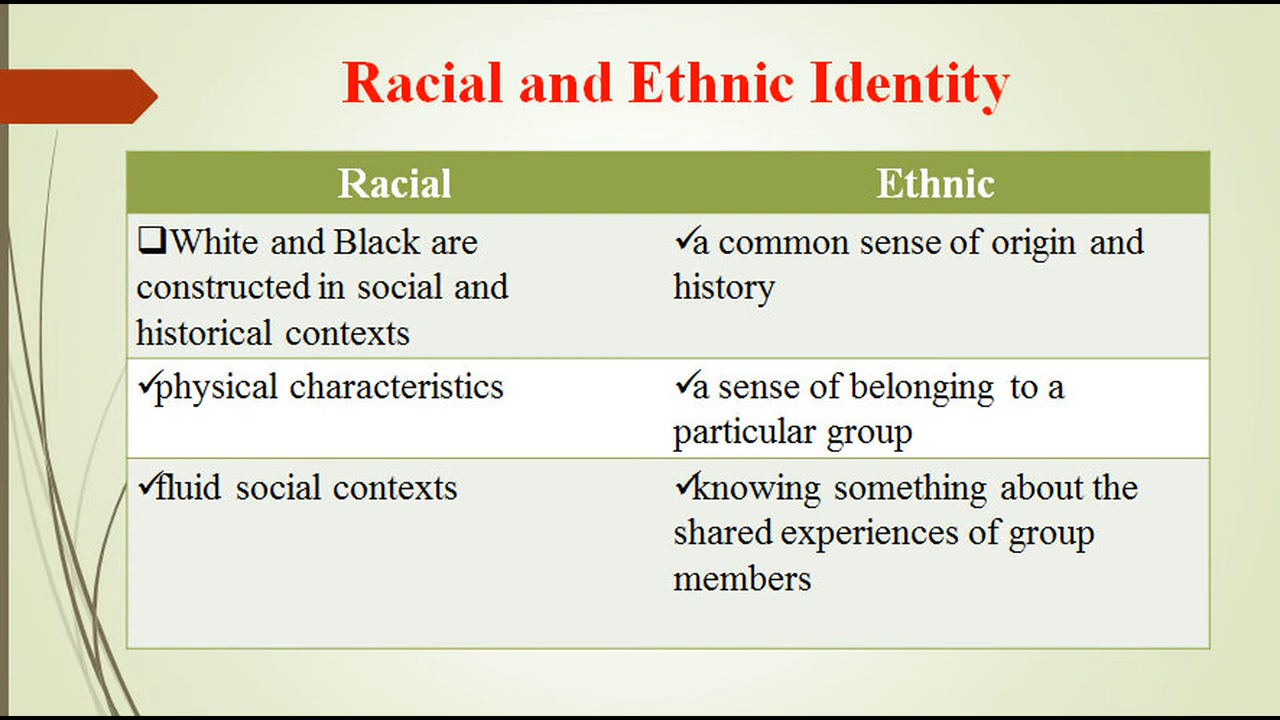 Racial and Ethnic Identity
Racial
Ethnic
❑White and Black are
constructed in social and
historical contexts
✓a common sense of origin and
history
✓physical characteristics
✓a sense of belonging to a
particular group
✓fluid social contexts
✓knowing something about the
shared experiences of group
members